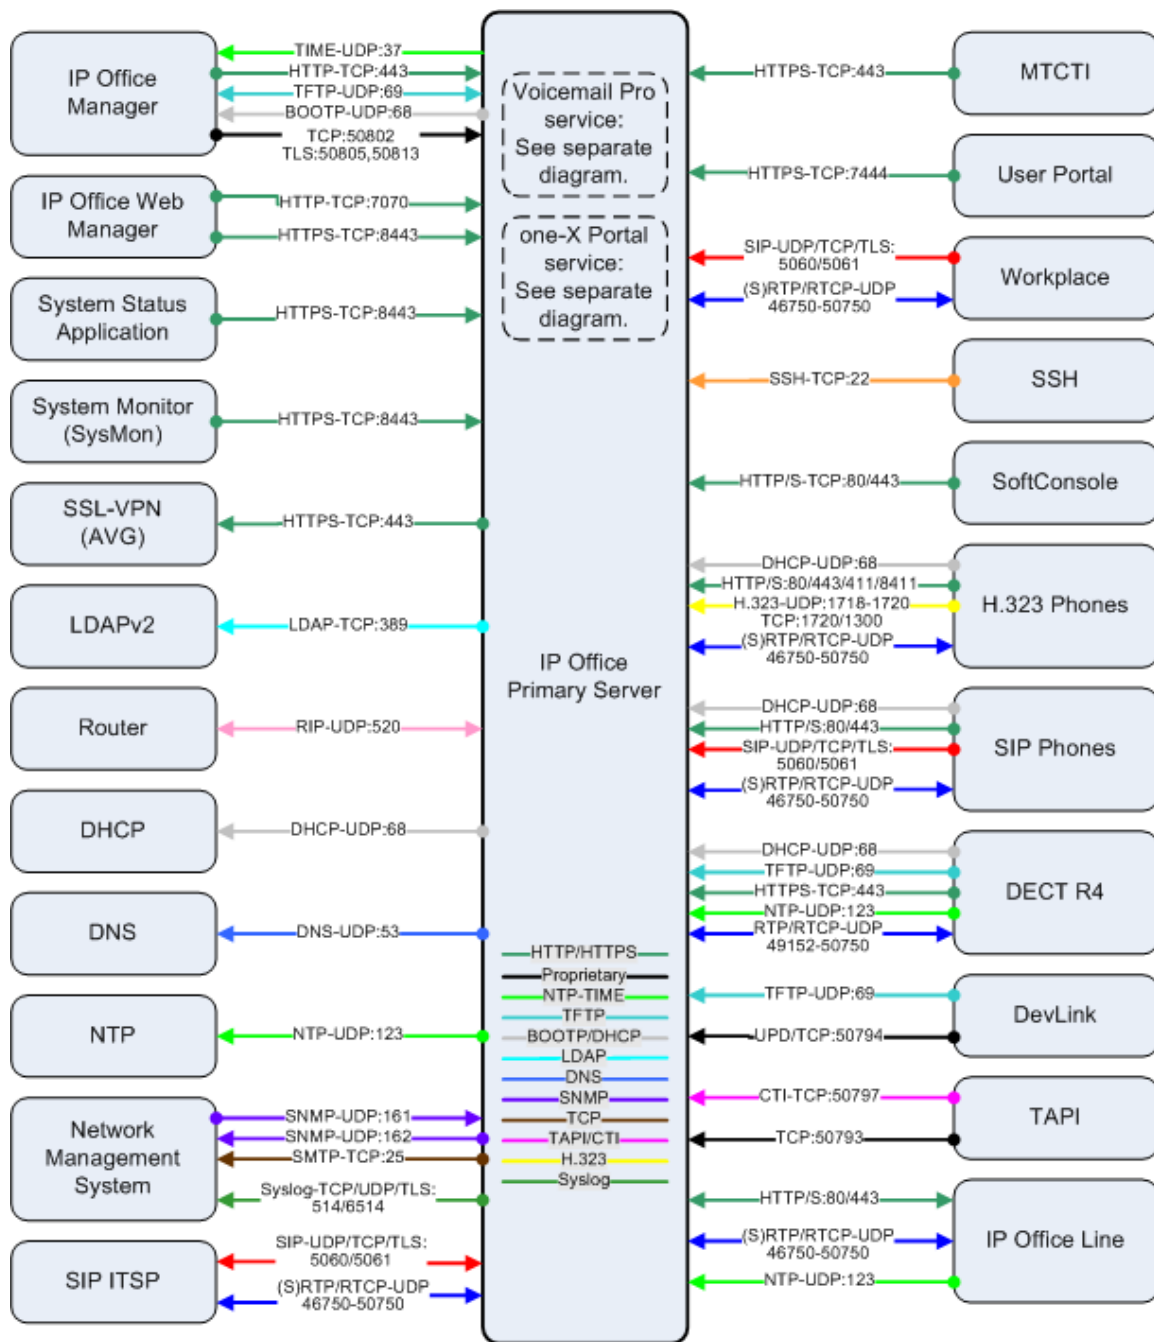 IP Office
Manager
TIME-UDP:37
HTTP-TCP:443
TFTP-UDP:69
BOOTP-UDP:68
TCP:50802
TLS:50805,50813
IP Office Web
Manager
HTTP-TCP:7070
HTTPS-TCP:8443
System Status
Application
HTTPS-TCP:8443
System Monitor
(SysMon)
HTTPS-TCP:8443
SSL-VPN
(AVG)
HTTPS-TCP:443
LDAPv2
LDAP-TCP:389
Router
RIP-UDP:520
DHCP
DHCP-UDP:68
DNS
DNS-UDP:53
NTP
NTP-UDP:123
Network
Management
System
SNMP-UDP:161
SNMP-UDP:162
SMTP-TCP:25
Syslog-TCP/UDP/TLS:
514/6514
SIP ITSP
SIP-UDP/TCP/TLS:
5060/5061
(S)RTP/RTCP-UDP
46750-50750
Voicemail Pro
service:
See separate
diagram.
one-X Portal
service:
See separate
diagram.
IP Office
Primary Server
HTTP/HTTPS
Proprietary
NTP-TIME
TFTP
BOOTP/DHCP
LDAP
DNS
SNMP
TCP
TAPI/CTI
H.323
Syslog
HTTPS-TCP:443
MTCTI
HTTPS-TCP:7444
User Portal
SIP-UDP/TCP/TLS:
5060/5061
(S)RTP/RTCP-UDP
46750-50750
Workplace
SSH-TCP:22
SSH
HTTP/S-TCP:80/443
SoftConsole
DHCP-UDP:68
HTTP/S:80/443/411/8411
H.323-UDP:1718-1720
TCP:1720/1300
(S)RTP/RTCP-UDP
46750-50750
H.323 Phones
DHCP-UDP:68
HTTP/S:80/443
SIP-UDP/TCP/TLS:
5060/5061
(S)RTP/RTCP-UDP
46750-50750
SIP Phones
DHCP-UDP:68
TFTP-UDP:69
HTTPS-TCP:443
NTP-UDP:123
RTP/RTCP-UDP
49152-50750
DECT R4
TFTP-UDP:69
UPD/TCP:50794
DevLink
CTI-TCP:50797
TCP:50793
TAPI
HTTP/S:80/443
(S)RTP/RTCP-UDP
46750-50750
NTP-UDP:123
IP Office Line